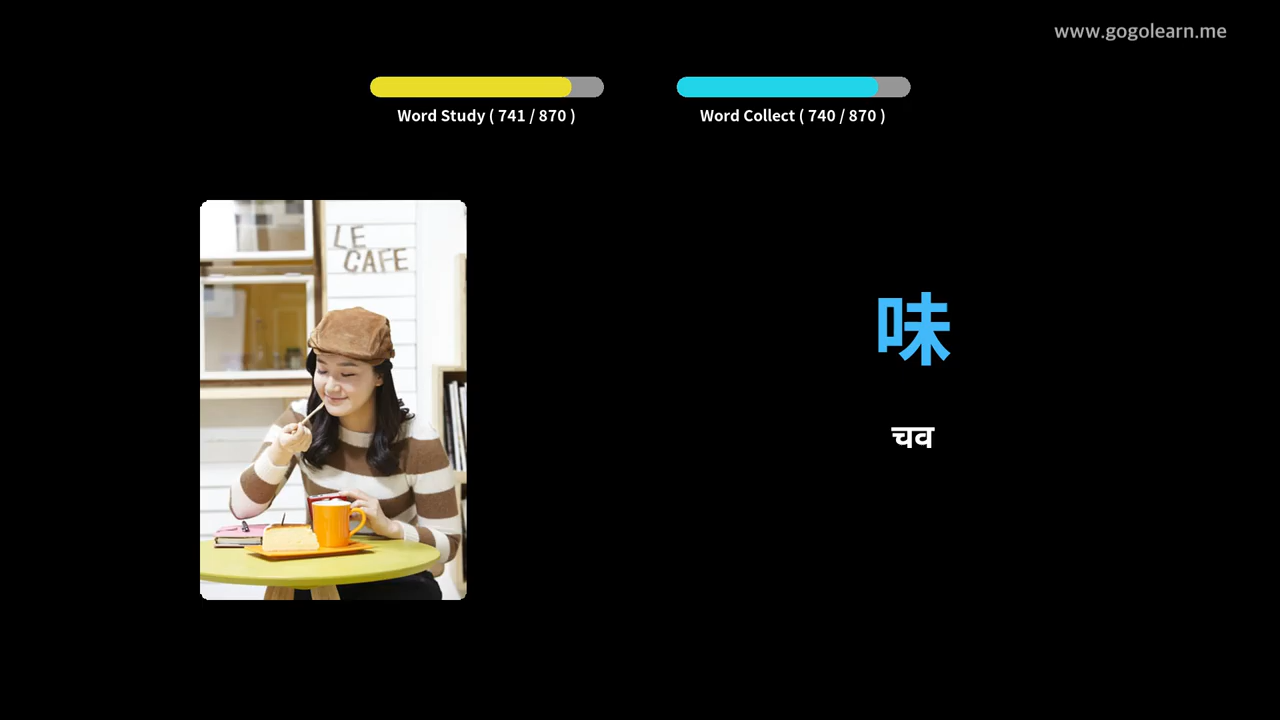 www.gogolearn.me
Word Study ( 741 / 870 )
Word Collect ( 740 / 870 )
LE
CAFE
味
चव